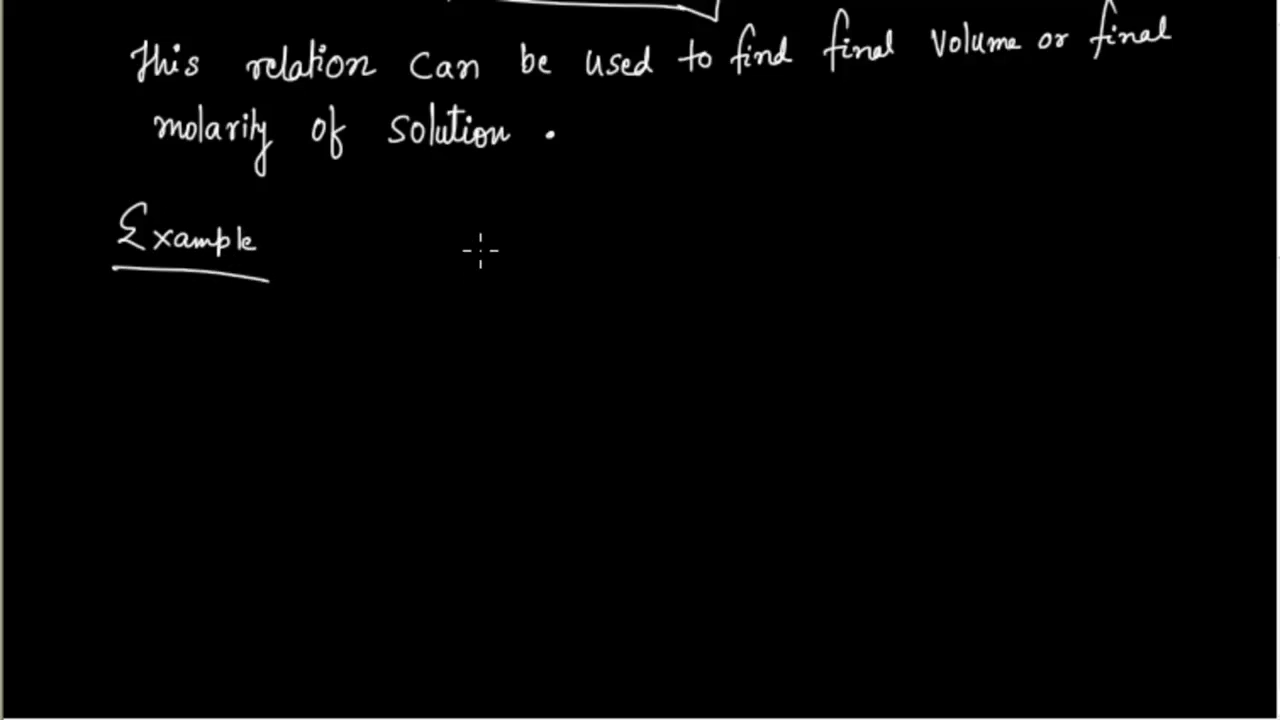 This relation can be used to find final volume or final
molarity of solution .
Example